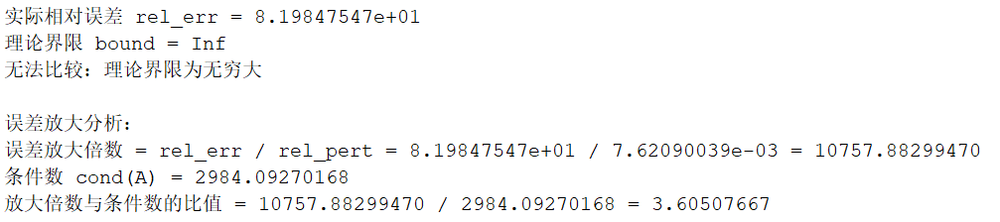 实际相对误差 rel_err = 8.19847547e+01
理论界限 bound = Inf
无法比较：理论界限为无穷大
误差放大分析：
误差放大倍数 = rel_err / rel_pert = 8.19847547e+01 / 7.62090039e-03 = 10757.88299470
条件数 cond(A) = 2984.09270168
放大倍数与条件数的比值 = 10757.88299470 / 2984.09270168 = 3.60507667